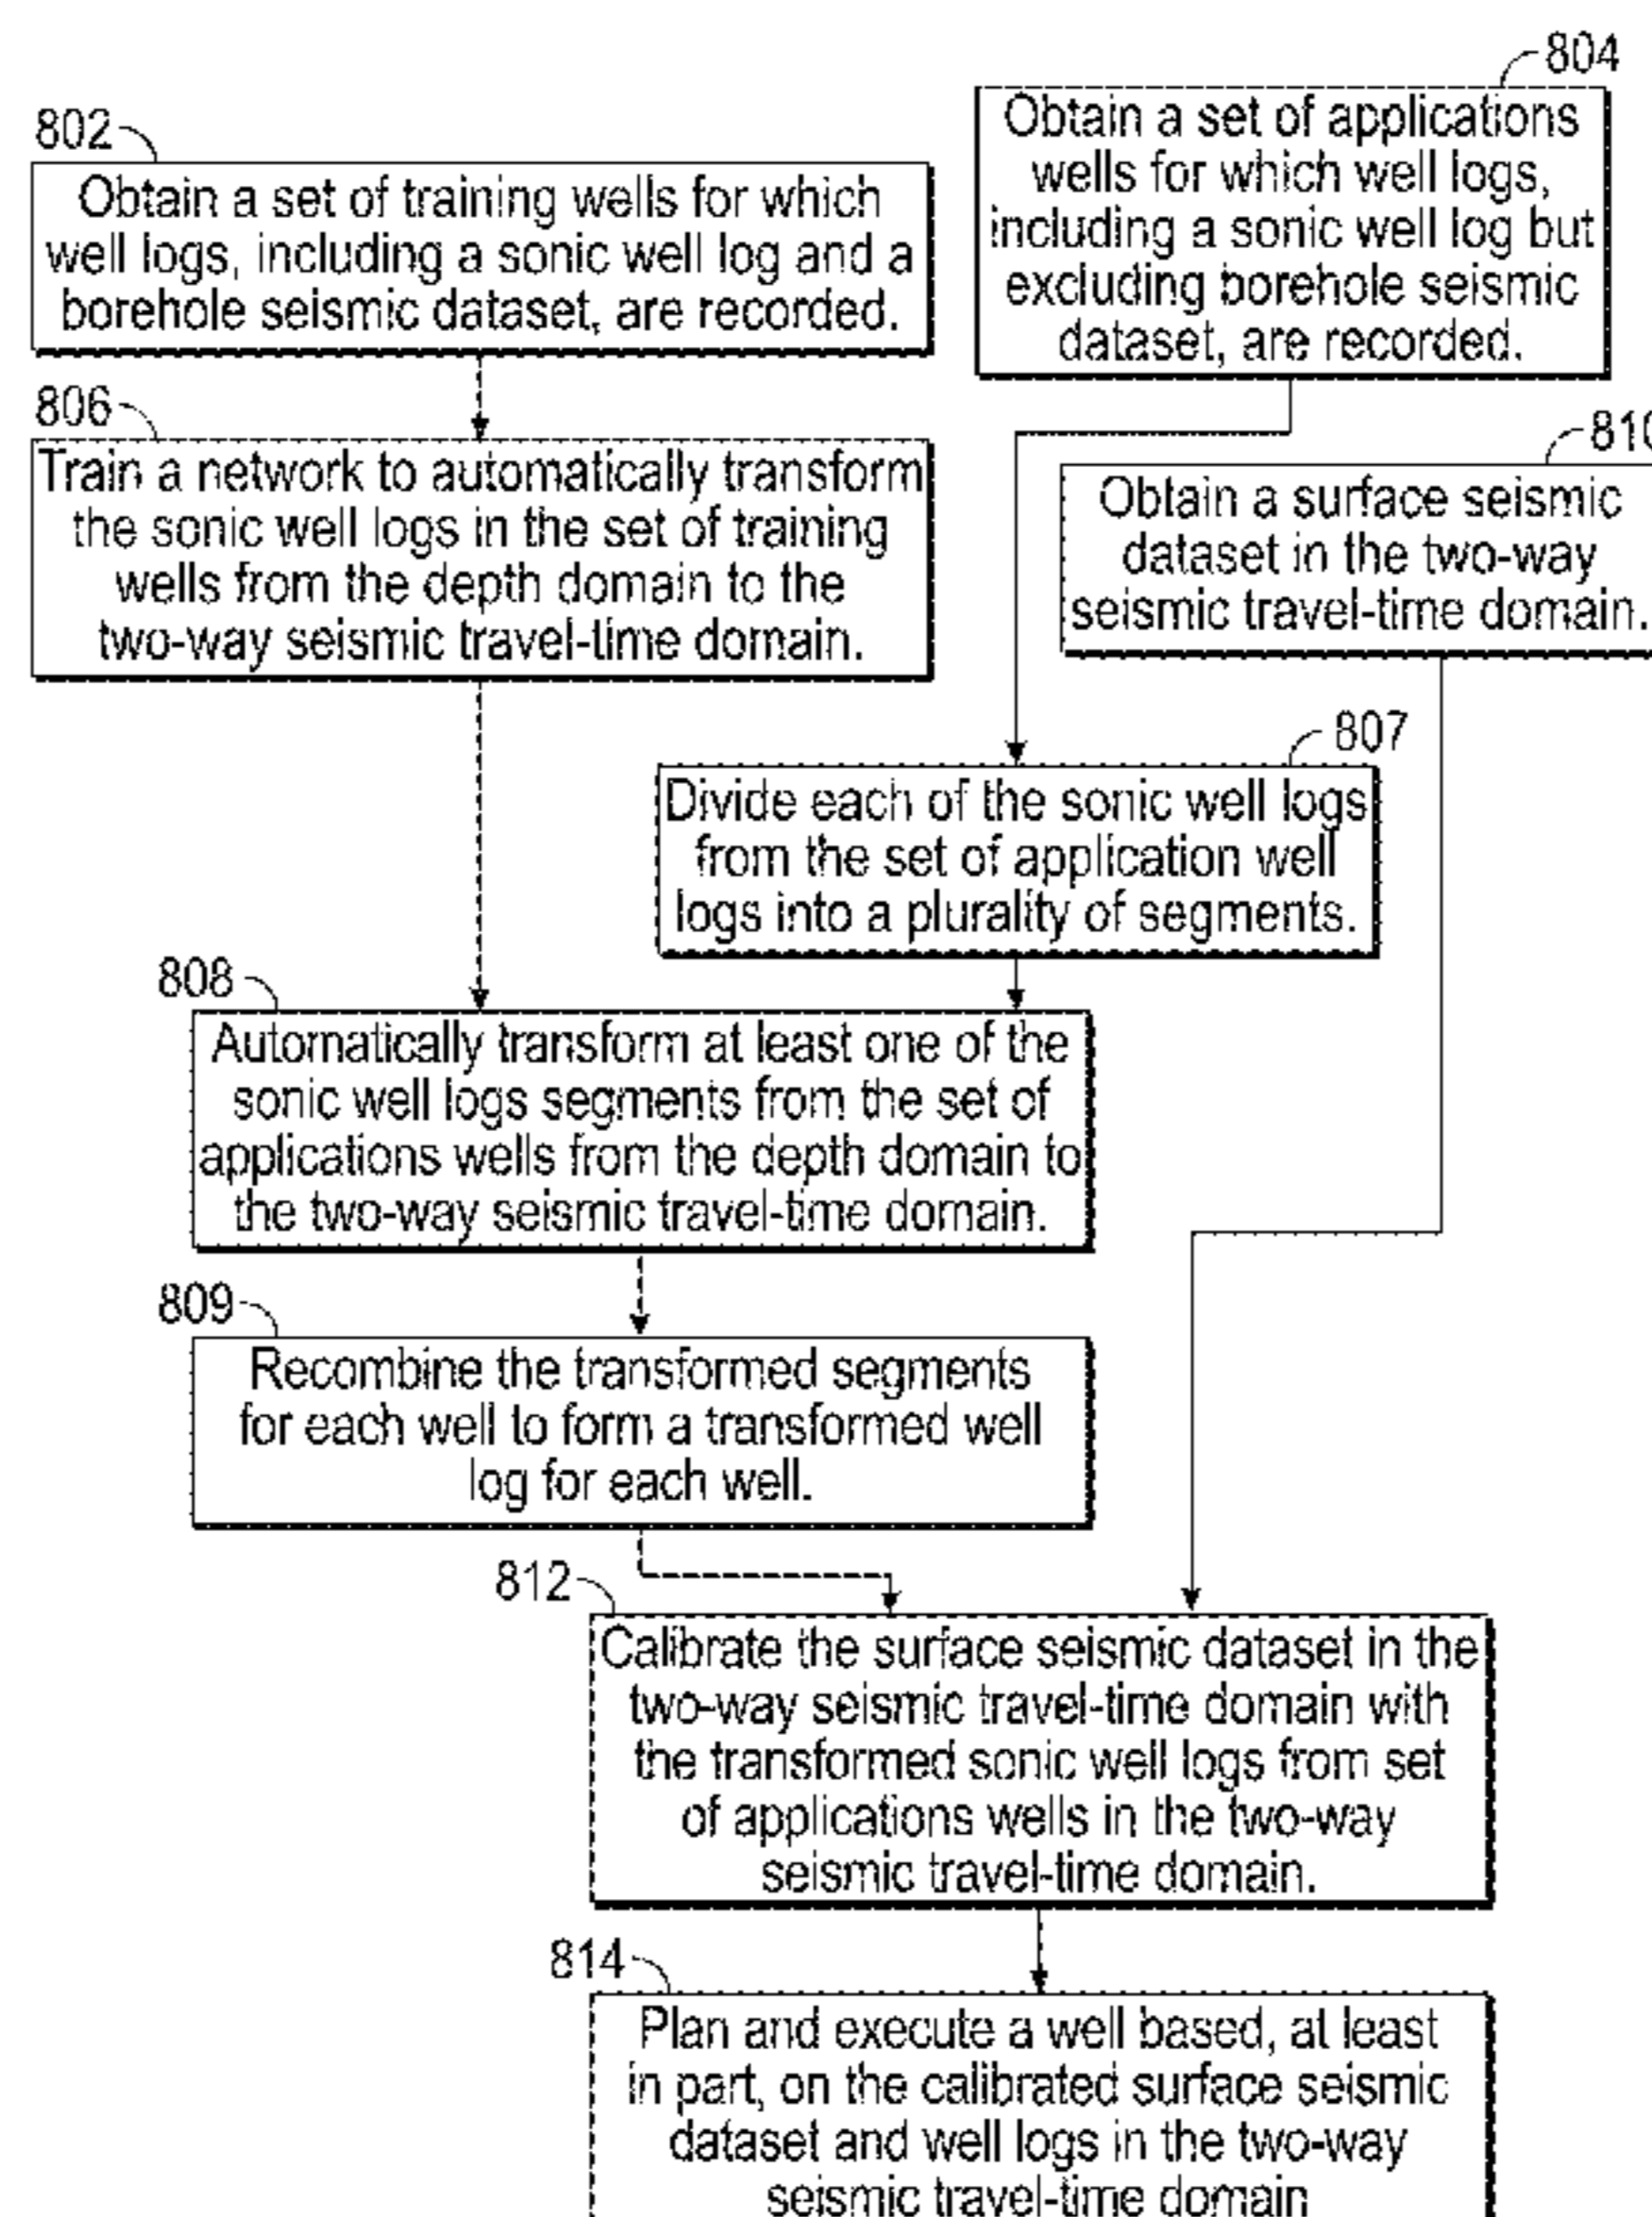 804
Obtain a set of applications
wells for which well logs,
including a sonic well log but
excluding borehole seismic
dataset, are recorded.
802
Obtain a set of training wells for which
well logs, including a sonic well log and a
borehole seismic dataset, are recorded.
806
Train a network to automatically transform
the sonic well logs in the set of training
wells from the depth domain to the
two-way seismic travel-time domain.
810
Obtain a surface seismic
dataset in the two-way
seismic travel-time domain.
807
Divide each of the sonic well logs
from the set of application well
logs into a plurality of segments.
808
Automatically transform at least one of the
sonic well logs segments from the set of
applications wells from the depth domain to
the two-way seismic travel-time domain.
809
Recombine the transformed segments
for each well to form a transformed well
log for each well.
812
Calibrate the surface seismic dataset in the
two-way seismic travel-time domain with
the transformed sonic well logs from set
of applications wells in the two-way
seismic travel-time domain.
814
Plan and execute a well based, at least
in part, on the calibrated surface seismic
dataset and well logs in the two-way
seismic travel-time domain